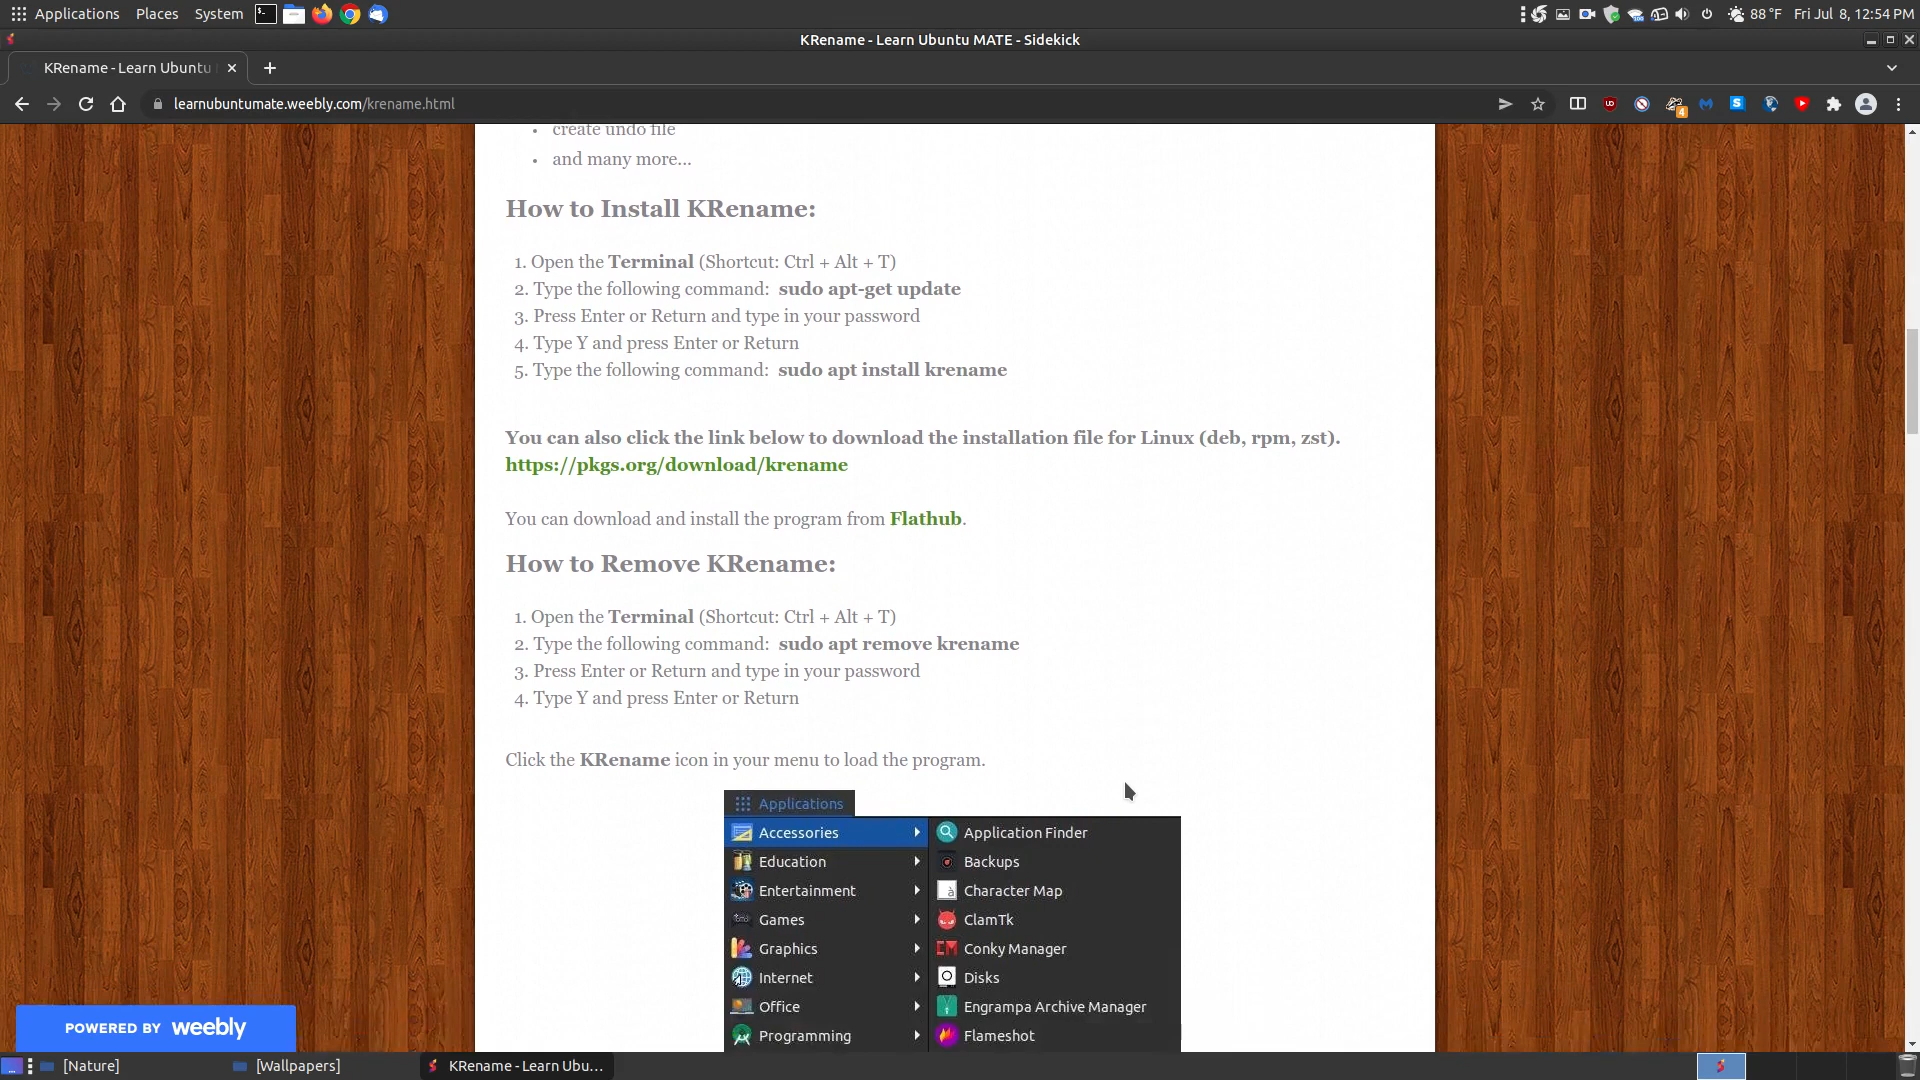 Applications Places System 88 °F Fri Jul 8, 12:54 PM
KRename - Learn Ubuntu MATE - Sidekick
KRename - Learn Ubuntu
learnubuntumate.weebly.com/krename.html
4
• create undo file
• and many more...
How to Install KRename:
1. Open the Terminal (Shortcut: Ctrl + Alt + T)
2. Type the following command: sudo apt-get update
3. Press Enter or Return and type in your password
4. Type Y and press Enter or Return
5. Type the following command: sudo apt install krename
You can also click the link below to download the installation file for Linux (deb, rpm, zst).
https://pkgs.org/download/krename
You can download and install the program from Flathub.
How to Remove KRename:
1. Open the Terminal (Shortcut: Ctrl + Alt + T)
2. Type the following command: sudo apt remove krename
3. Press Enter or Return and type in your password
4. Type Y and press Enter or Return
Click the KRename icon in your menu to load the program.
Applications
Accessories Application Finder
Education Backups
Entertainment Character Map
Games ClamTk
Graphics Conky Manager
Internet Disks
Office Engrampa Archive Manager
Programming Flameshot
POWERED BY weebly
[Nature] [Wallpapers] KRename - Learn Ubu...